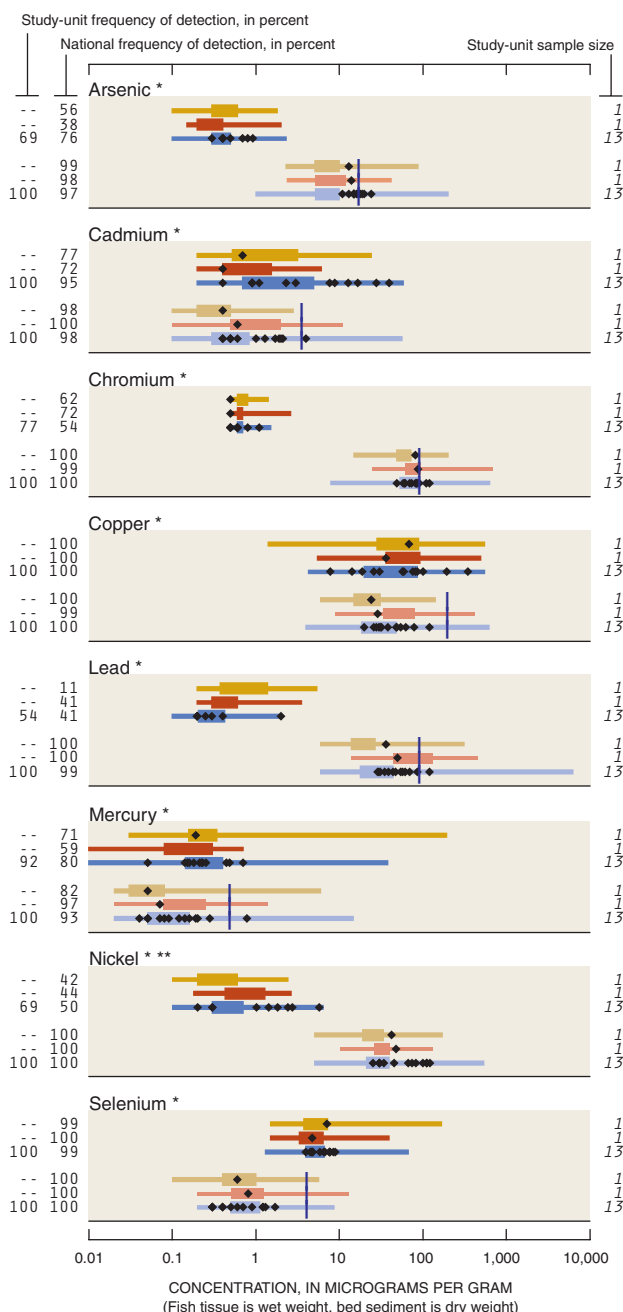 Study-unit frequency of detection, in percent
National frequency of detection, in percent
Study-unit sample size
Arsenic *
-- 56 1
-- 38 1
69 76 13
-- 99 1
-- 98 1
100 97 13
Cadmium *
-- 77 1
-- 72 1
100 95 13
-- 98 1
-- 100 1
100 98 13
Chromium *
-- 62 1
-- 72 1
77 54 13
-- 100 1
-- 99 1
100 100 13
Copper *
-- 100 1
-- 100 1
100 100 13
-- 100 1
-- 99 1
100 100 13
Lead *
-- 11 1
-- 41 1
54 41 13
-- 100 1
-- 100 1
100 99 13
Mercury *
-- 71 1
-- 59 1
92 80 13
-- 82 1
-- 97 1
100 93 13
Nickel * **
-- 42 1
-- 44 1
69 50 13
-- 100 1
-- 100 1
100 100 13
Selenium *
-- 99 1
-- 100 1
100 99 13
-- 100 1
-- 100 1
100 100 13
0.01 0.1 1 10 100 1,000 10,000
CONCENTRATION, IN MICROGRAMS PER GRAM
(Fish tissue is wet weight, bed sediment is dry weight)